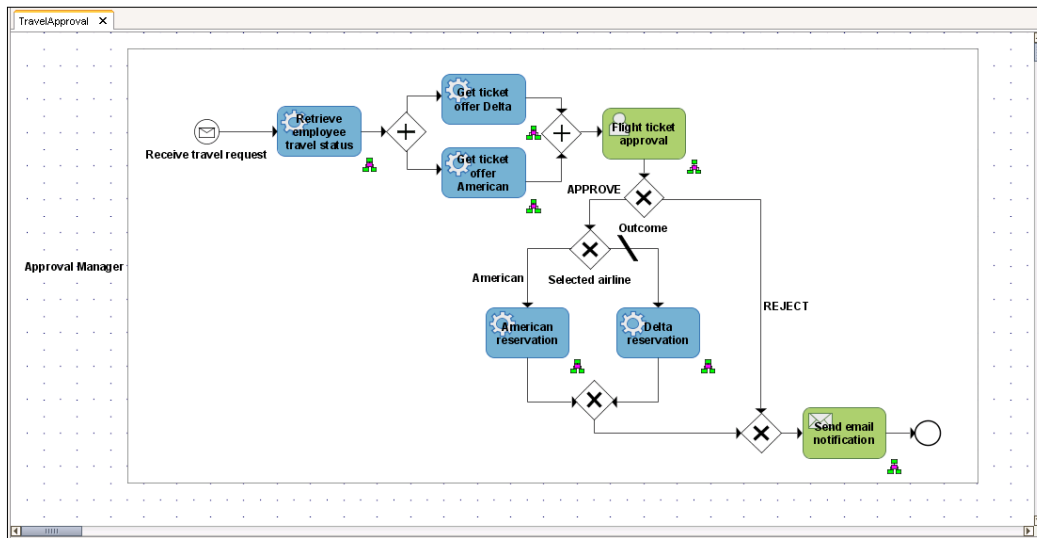 TravelApproval X
Get ticket
offer Delta
Retrieve
employee
travel status
Flight ticket
approval
Receive travel request
Get ticket
offer
American
APPROVE
Outcome
Approval Manager
American
Selected airline
REJECT
American
reservation
Delta
reservation
Send email
notification